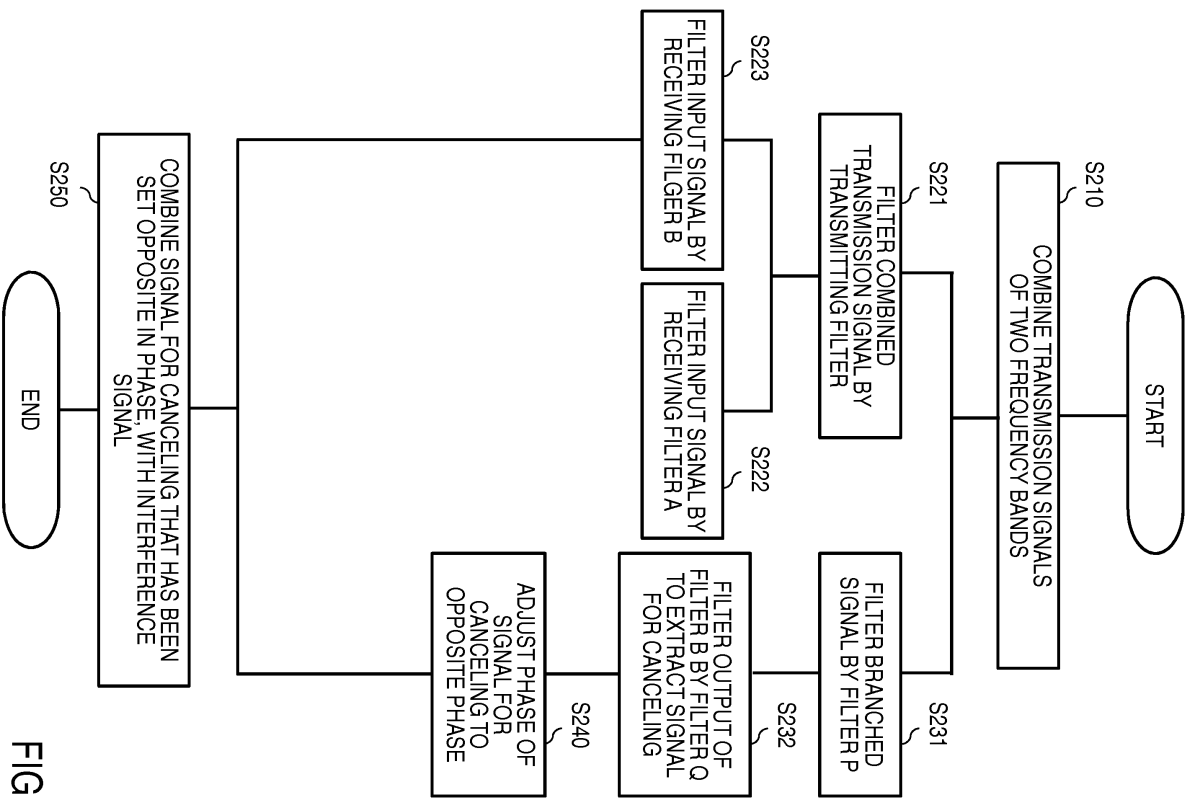 START
S210
COMBINE TRANSMISSION SIGNALS
OF TWO FREQUENCY BANDS
S221
FILTER COMBINED
TRANSMISSION SIGNAL BY
TRANSMITTING FILTER
S231
FILTER BRANCHED
SIGNAL BY FILTER P
S223
FILTER INPUT SIGNAL BY
RECEIVING FILGER B
S222
FILTER INPUT SIGNAL BY
RECEIVING FILTER A
S232
FILTER OUTPUT OF
FILTER B BY FILTER Q
TO EXTRACT SIGNAL
FOR CANCELING
S240
ADJUST PHASE OF
SIGNAL FOR
CANCELING TO
OPPOSITE PHASE
S250
COMBINE SIGNAL FOR CANCELING THAT HAS BEEN
SET OPPOSITE IN PHASE, WITH INTERFERENCE
SIGNAL
END
FIG